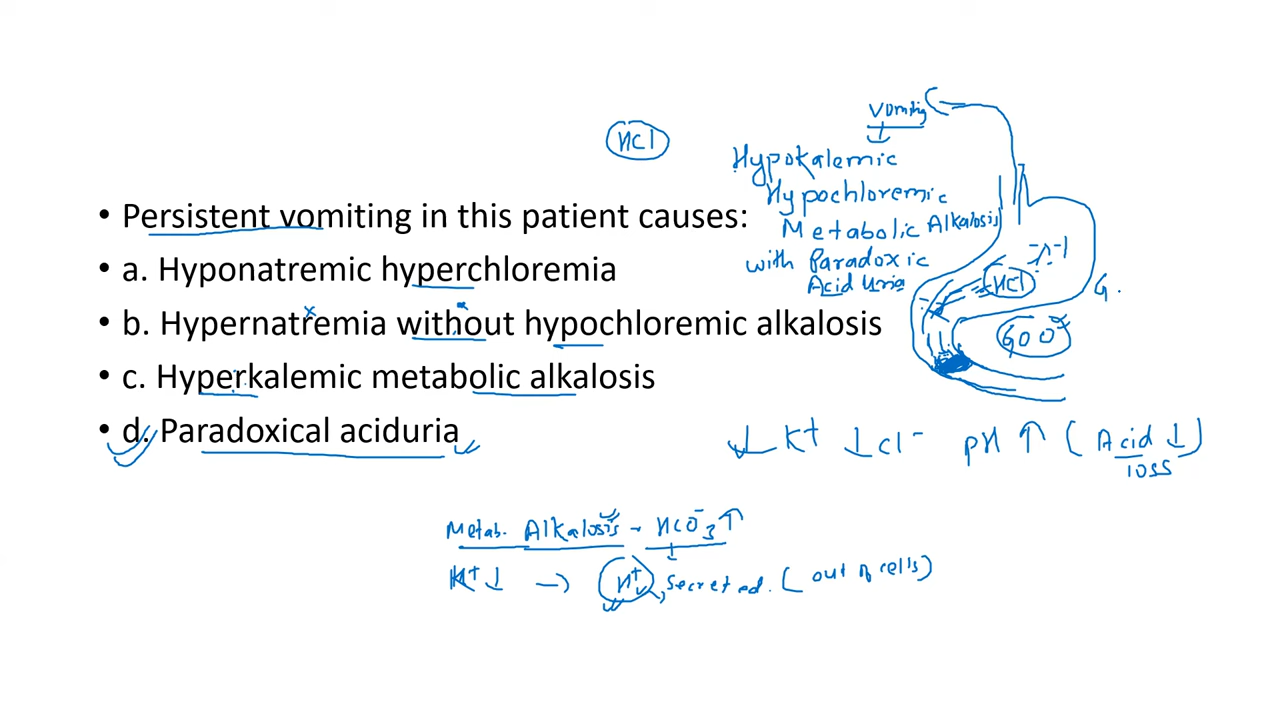 Vomiting
HCl
Hypokalemic
Hypochloremic
Metabolic Alkalosis
with Paradoxic
Acid Uria
• Persistent vomiting in this patient causes:
• a. Hyponatremic hyperchloremia
HCl
G.
• b. Hypernatremia without hypochloremic alkalosis
GOO
• c. Hyperkalemic metabolic alkalosis
• d. Paradoxical aciduria
↓ K+ ↓ Cl- pH ↑ ( Acid ↓ )
loss
Metab. Alkalosis - HCO3- ↑
K+ ↓ → H+ secreted. ( out of cells)